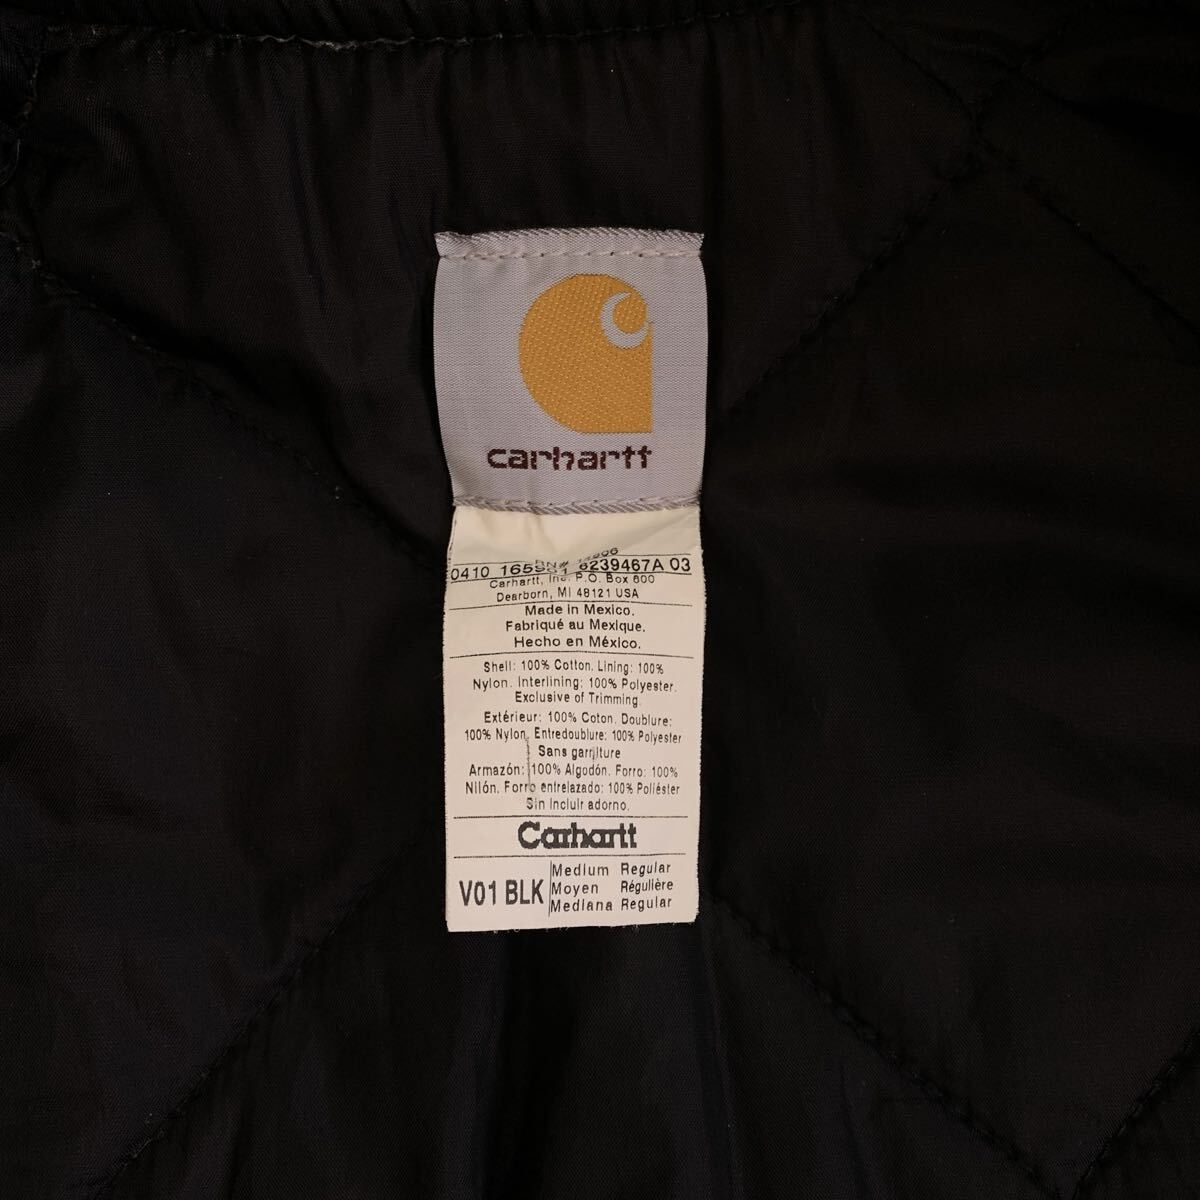 carhartt
RN# 14806
0410 165981 6239467A 03
Carhartt, Inc. P.O. Box 600
Dearborn, MI 48121 USA
Made in Mexico.
Fabriqué au Mexique.
Hecho en México.
Shell: 100% Cotton. Lining: 100%
Nylon. Interlining: 100% Polyester.
Exclusive of Trimming.
Extérieur: 100% Coton. Doublure:
100% Nylon. Entredoublure: 100% Polyester
Sans garniture
Armazón: 100% Algodón. Forro: 100%
Nilón. Forro entrelazado: 100% Poliéster
Sin incluir adorno.
Carhartt
V01 BLK
Medium Regular
Moyen Régulière
Mediana Regular